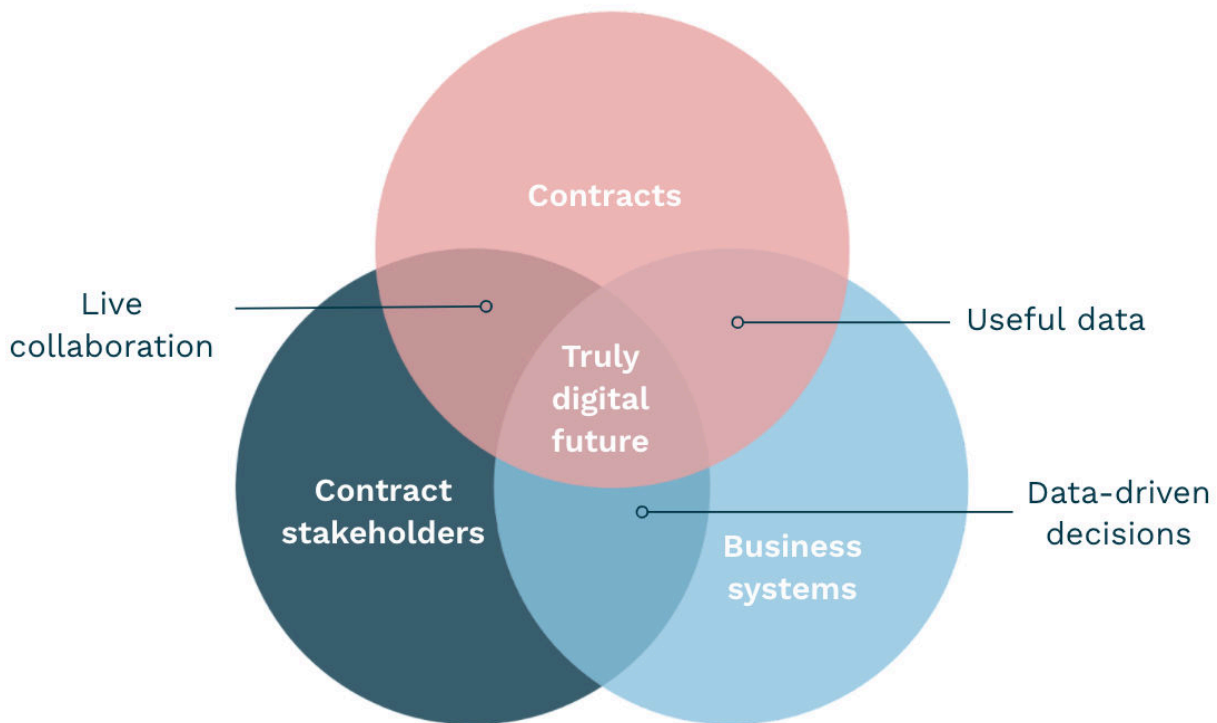 Contracts
Live
collaboration
Useful data
Truly
digital
future
Contract
stakeholders
Data-driven
decisions
Business
systems